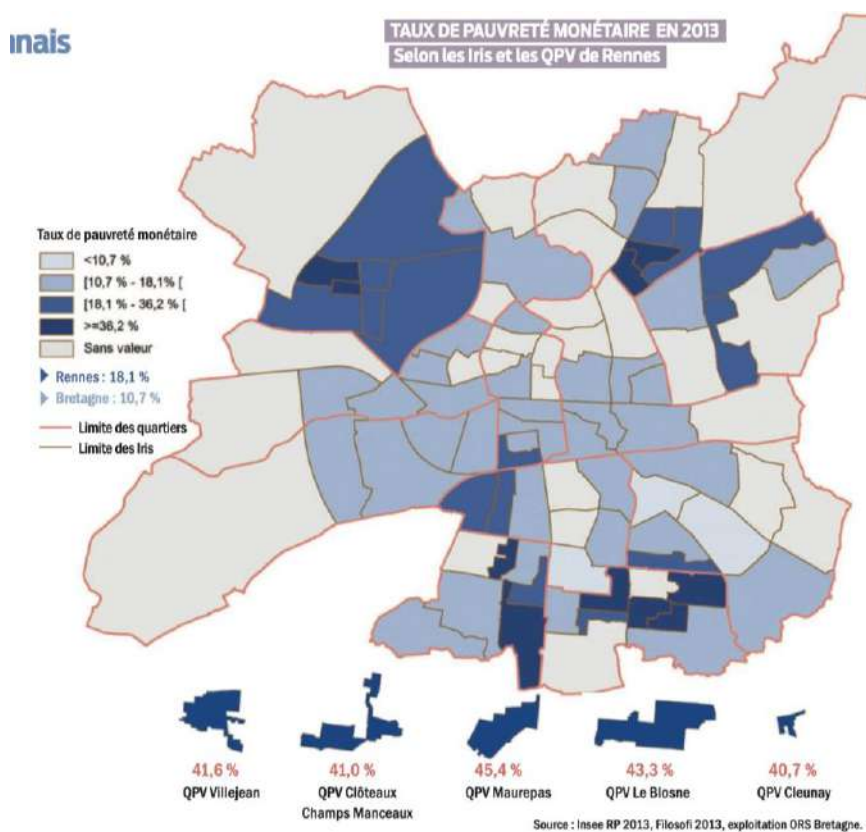 nnais
TAUX DE PAUVRETÉ MONÉTAIRE EN 2013
Selon les Iris et les QPV de Rennes
Taux de pauvreté monétaire
<10,7 %
[10,7 % - 18,1% [
[18,1 % - 36,2 % [
>=36,2 %
Sans valeur
Rennes : 18,1 %
Bretagne : 10,7 %
Limite des quartiers
Limite des Iris
41,6 %
QPV Villejean
41,0 %
QPV Clôteaux
Champs Manceaux
45,4 %
QPV Maurepas
43,3 %
QPV Le Blosne
40,7 %
QPV Cleunay
Source : Insee RP 2013, Filosofi 2013, exploitation ORS Bretagne.